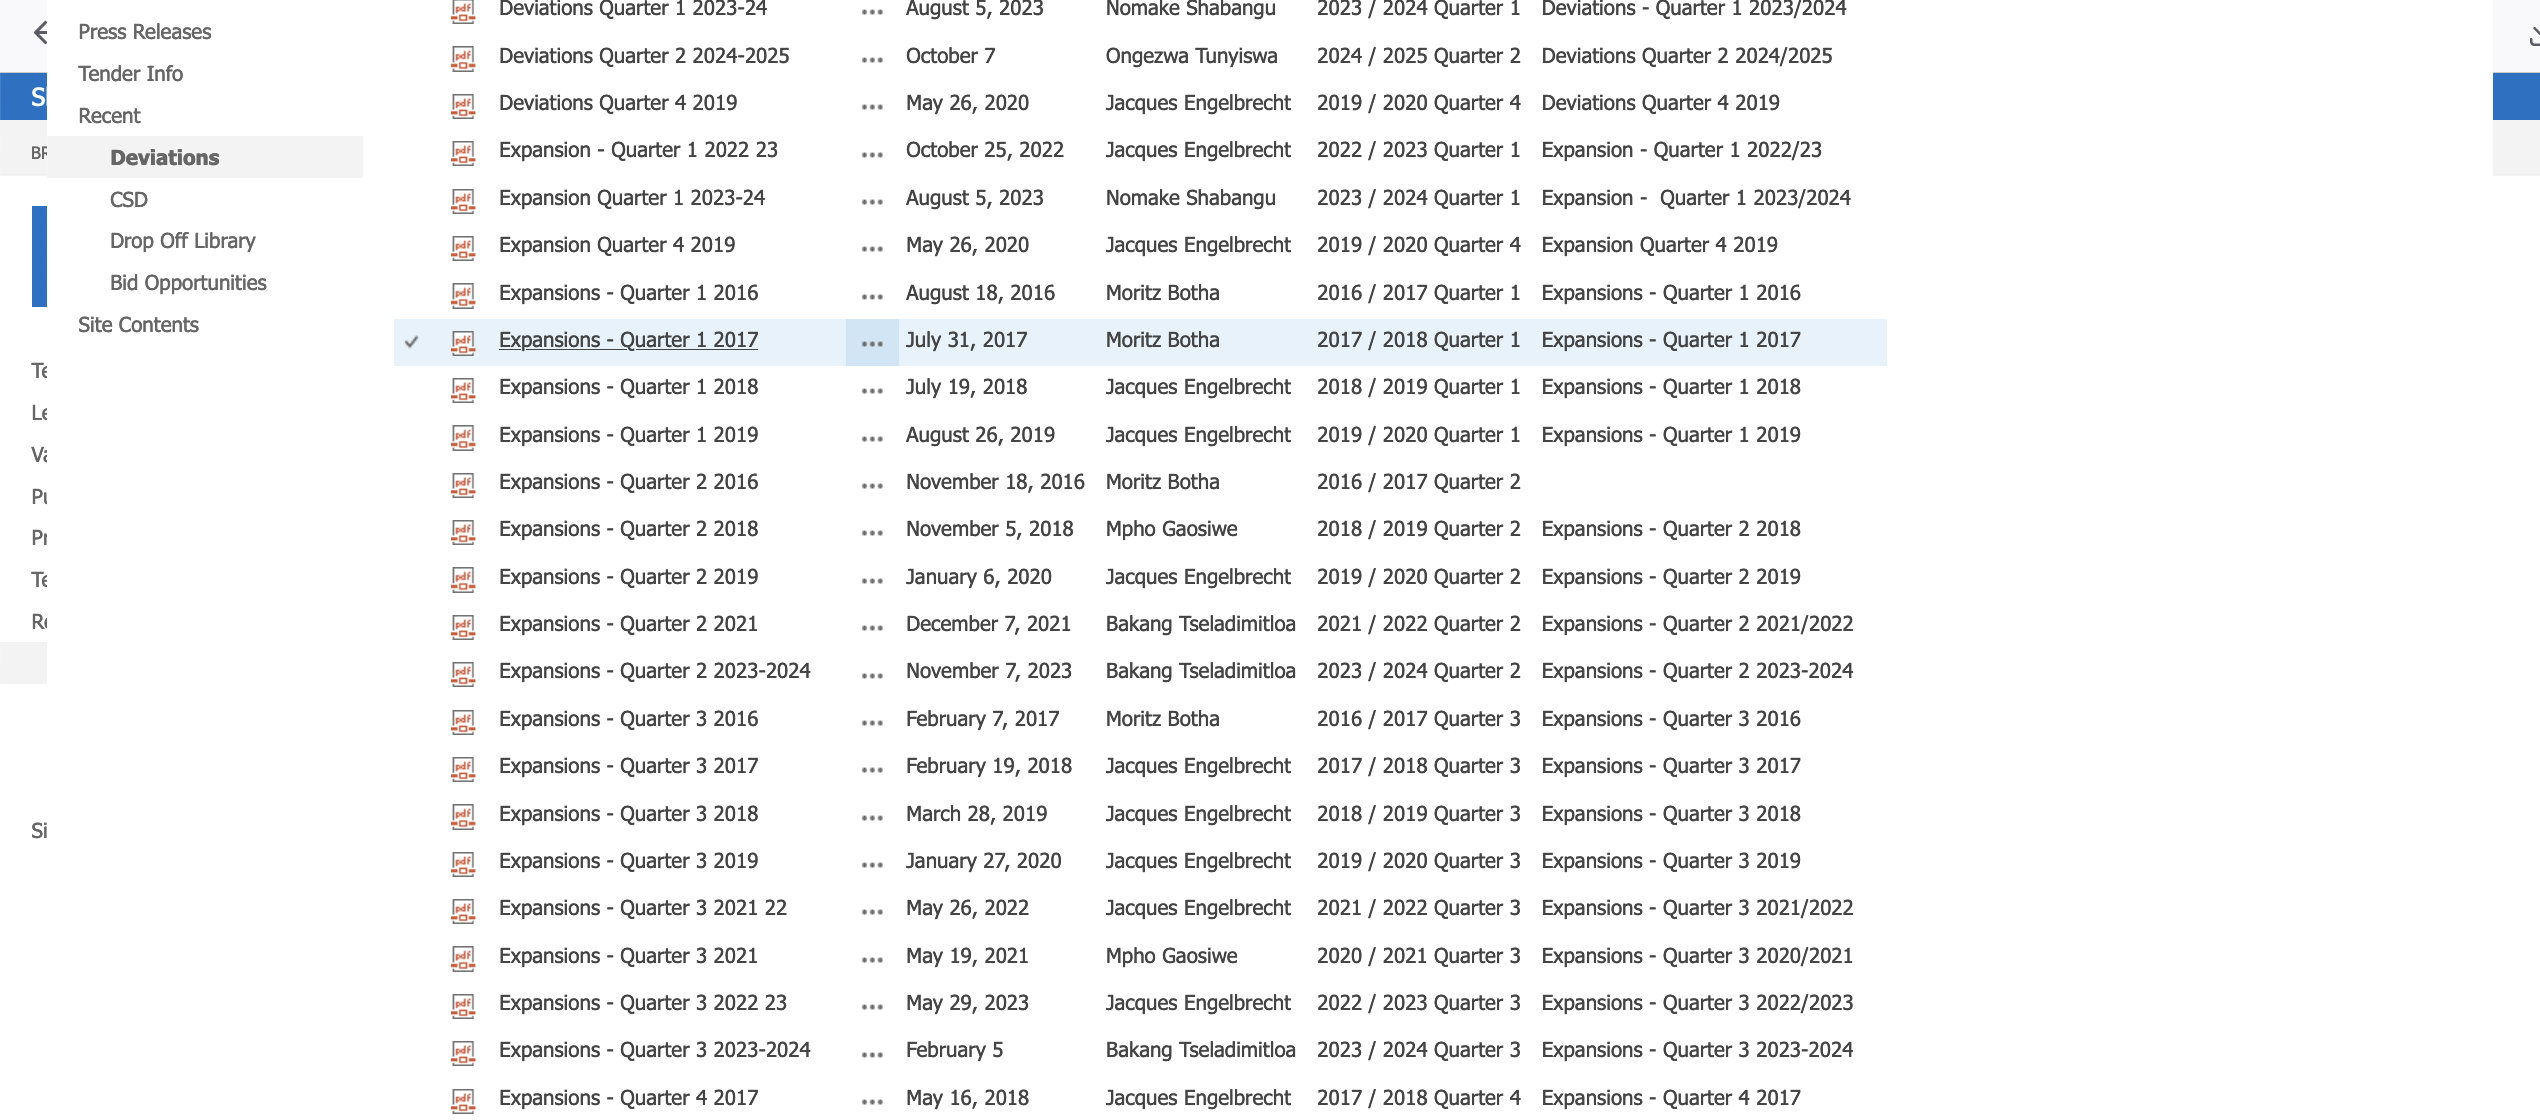 Press Releases
Tender Info
Recent
Deviations
CSD
Drop Off Library
Bid Opportunities
Site Contents
Deviations Quarter 1 2023-24 ... August 5, 2023 Nomake Shabangu 2023 / 2024 Quarter 1 Deviations - Quarter 1 2023/2024
Deviations Quarter 2 2024-2025 ... October 7 Ongezwa Tunyiswa 2024 / 2025 Quarter 2 Deviations Quarter 2 2024/2025
Deviations Quarter 4 2019 ... May 26, 2020 Jacques Engelbrecht 2019 / 2020 Quarter 4 Deviations Quarter 4 2019
Expansion - Quarter 1 2022 23 ... October 25, 2022 Jacques Engelbrecht 2022 / 2023 Quarter 1 Expansion - Quarter 1 2022/23
Expansion Quarter 1 2023-24 ... August 5, 2023 Nomake Shabangu 2023 / 2024 Quarter 1 Expansion - Quarter 1 2023/2024
Expansion Quarter 4 2019 ... May 26, 2020 Jacques Engelbrecht 2019 / 2020 Quarter 4 Expansion Quarter 4 2019
Expansions - Quarter 1 2016 ... August 18, 2016 Moritz Botha 2016 / 2017 Quarter 1 Expansions - Quarter 1 2016
Expansions - Quarter 1 2017 ... July 31, 2017 Moritz Botha 2017 / 2018 Quarter 1 Expansions - Quarter 1 2017
Expansions - Quarter 1 2018 ... July 19, 2018 Jacques Engelbrecht 2018 / 2019 Quarter 1 Expansions - Quarter 1 2018
Expansions - Quarter 1 2019 ... August 26, 2019 Jacques Engelbrecht 2019 / 2020 Quarter 1 Expansions - Quarter 1 2019
Expansions - Quarter 2 2016 ... November 18, 2016 Moritz Botha 2016 / 2017 Quarter 2
Expansions - Quarter 2 2018 ... November 5, 2018 Mpho Gaosiwe 2018 / 2019 Quarter 2 Expansions - Quarter 2 2018
Expansions - Quarter 2 2019 ... January 6, 2020 Jacques Engelbrecht 2019 / 2020 Quarter 2 Expansions - Quarter 2 2019
Expansions - Quarter 2 2021 ... December 7, 2021 Bakang Tseladimitloa 2021 / 2022 Quarter 2 Expansions - Quarter 2 2021/2022
Expansions - Quarter 2 2023-2024 ... November 7, 2023 Bakang Tseladimitloa 2023 / 2024 Quarter 2 Expansions - Quarter 2 2023-2024
Expansions - Quarter 3 2016 ... February 7, 2017 Moritz Botha 2016 / 2017 Quarter 3 Expansions - Quarter 3 2016
Expansions - Quarter 3 2017 ... February 19, 2018 Jacques Engelbrecht 2017 / 2018 Quarter 3 Expansions - Quarter 3 2017
Expansions - Quarter 3 2018 ... March 28, 2019 Jacques Engelbrecht 2018 / 2019 Quarter 3 Expansions - Quarter 3 2018
Expansions - Quarter 3 2019 ... January 27, 2020 Jacques Engelbrecht 2019 / 2020 Quarter 3 Expansions - Quarter 3 2019
Expansions - Quarter 3 2021 22 ... May 26, 2022 Jacques Engelbrecht 2021 / 2022 Quarter 3 Expansions - Quarter 3 2021/2022
Expansions - Quarter 3 2021 ... May 19, 2021 Mpho Gaosiwe 2020 / 2021 Quarter 3 Expansions - Quarter 3 2020/2021
Expansions - Quarter 3 2022 23 ... May 29, 2023 Jacques Engelbrecht 2022 / 2023 Quarter 3 Expansions - Quarter 3 2022/2023
Expansions - Quarter 3 2023-2024 ... February 5 Bakang Tseladimitloa 2023 / 2024 Quarter 3 Expansions - Quarter 3 2023-2024
Expansions - Quarter 4 2017 ... May 16, 2018 Jacques Engelbrecht 2017 / 2018 Quarter 4 Expansions - Quarter 4 2017